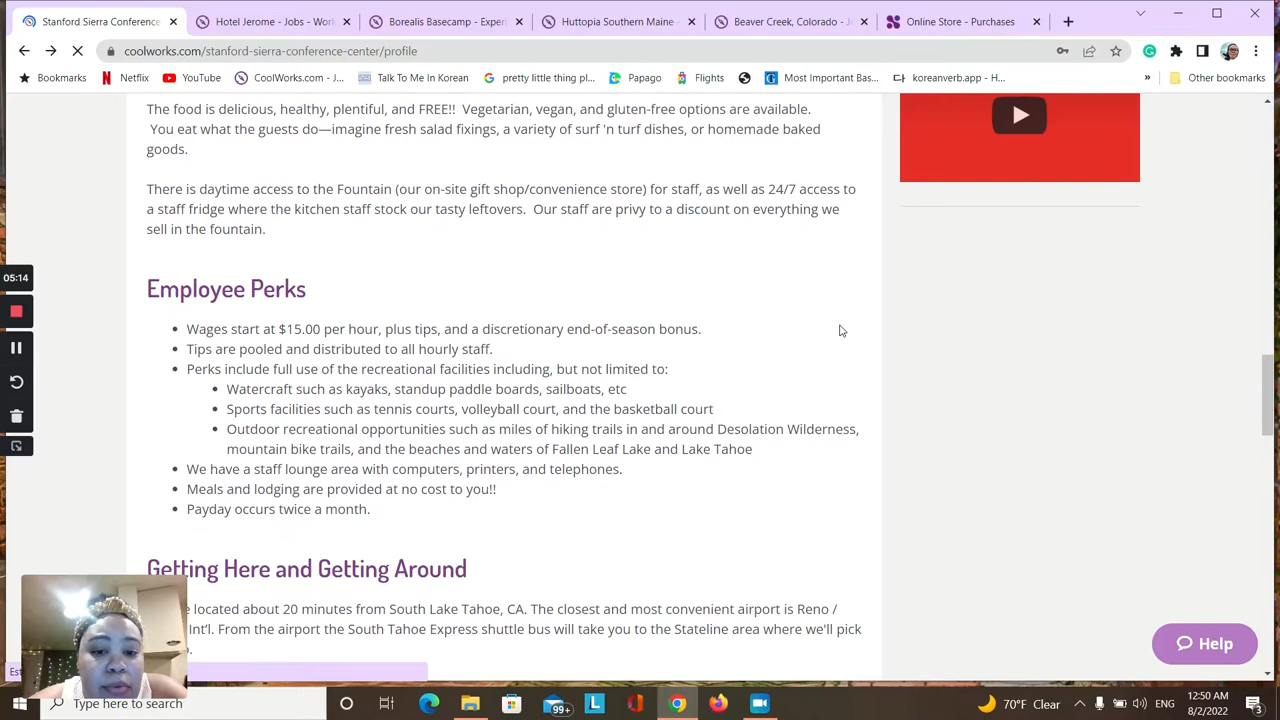 Stanford Sierra Conference
Hotel Jerome - Jobs - Wor
Borealis Basecamp - Exper
Huttopia Southern Maine -
Beaver Creek, Colorado - Jo
Online Store - Purchases
coolworks.com/stanford-sierra-conference-center/profile
Bookmarks
Netflix
YouTube
CoolWorks.com - J...
Talk To Me In Korean
pretty little thing pl...
Papago
Flights
Most Important Bas...
koreanverb.app - H...
»
Other bookmarks
The food is delicious, healthy, plentiful, and FREE!! Vegetarian, vegan, and gluten-free options are available.
You eat what the guests do—imagine fresh salad fixings, a variety of surf 'n turf dishes, or homemade baked
goods.
There is daytime access to the Fountain (our on-site gift shop/convenience store) for staff, as well as 24/7 access to
a staff fridge where the kitchen staff stock our tasty leftovers. Our staff are privy to a discount on everything we
sell in the fountain.
05:14
Employee Perks
• Wages start at $15.00 per hour, plus tips, and a discretionary end-of-season bonus.
• Tips are pooled and distributed to all hourly staff.
• Perks include full use of the recreational facilities including, but not limited to:
• Watercraft such as kayaks, standup paddle boards, sailboats, etc
• Sports facilities such as tennis courts, volleyball court, and the basketball court
• Outdoor recreational opportunities such as miles of hiking trails in and around Desolation Wilderness,
mountain bike trails, and the beaches and waters of Fallen Leaf Lake and Lake Tahoe
• We have a staff lounge area with computers, printers, and telephones.
• Meals and lodging are provided at no cost to you!!
• Payday occurs twice a month.
Getting Here and Getting Around
located about 20 minutes from South Lake Tahoe, CA. The closest and most convenient airport is Reno /
Int'l. From the airport the South Tahoe Express shuttle bus will take you to the Stateline area where we'll pick
Help
Type here to search
99+
L
70°F Clear
ENG
12:50 AM
8/2/2022
3